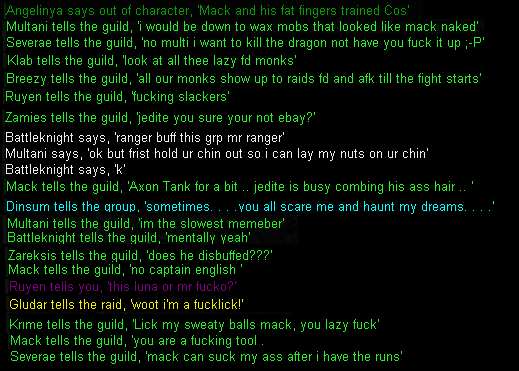 Angelinya says out of character, 'Mack and his fat fingers trained Cos'
Multani tells the guild, 'i would be down to wax mobs that looked like mack naked'
Severae tells the guild, 'no multi i want to kill the dragon not have you fuck it up ;-P'
Klab tells the guild, 'look at all thee lazy fd monks'
Breezy tells the guild, 'all our monks show up to raids fd and afk till the fight starts'
Ruyen tells the guild, 'fucking slackers'
Zamies tells the guild, 'jedite you sure your not ebay?'
Battleknight says, 'ranger buff this grp mr ranger'
Multani says, 'ok but frist hold ur chin out so i can lay my nuts on ur chin'
Battleknight says, 'k'
Mack tells the guild, 'Axon Tank for a bit .. jedite is busy combing his ass hair .. '
Dinsum tells the group, 'sometimes. . . .you all scare me and haunt my dreams. . . .'
Multani tells the guild, 'im the slowest memeber'
Battleknight tells the guild, 'mentally yeah'
Zareksis tells the guild, 'does he disbuffed???'
Mack tells the guild, 'no captain english '
Ruyen tells you, 'this luna or mr fucko?'
Gludar tells the raid, 'woot i'm a fucklick!'
Krime tells the guild, 'Lick my sweaty balls mack, you lazy fuck'
Mack tells the guild, 'you are a fucking tool .
Severae tells the guild, 'mack can suck my ass after i have the runs'